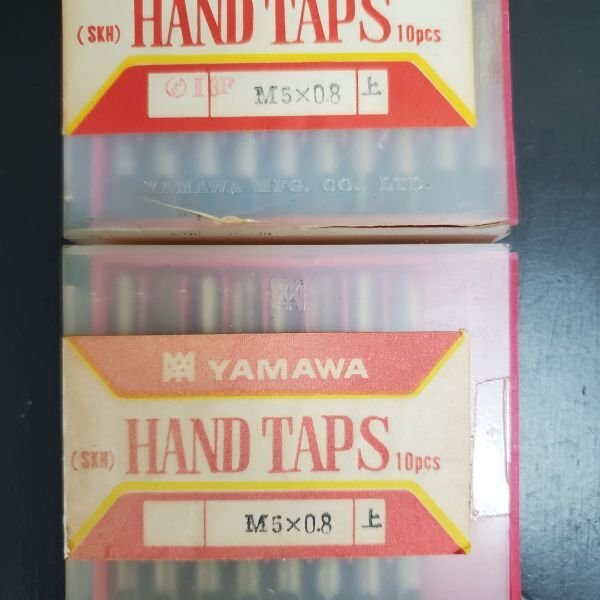 (SKH) HAND TAPS 10pcs
M5×0.8 上
YAMAWA MFG. CO., LTD.
YAMAWA
(SKH) HAND TAPS 10pcs
M5×0.8 上